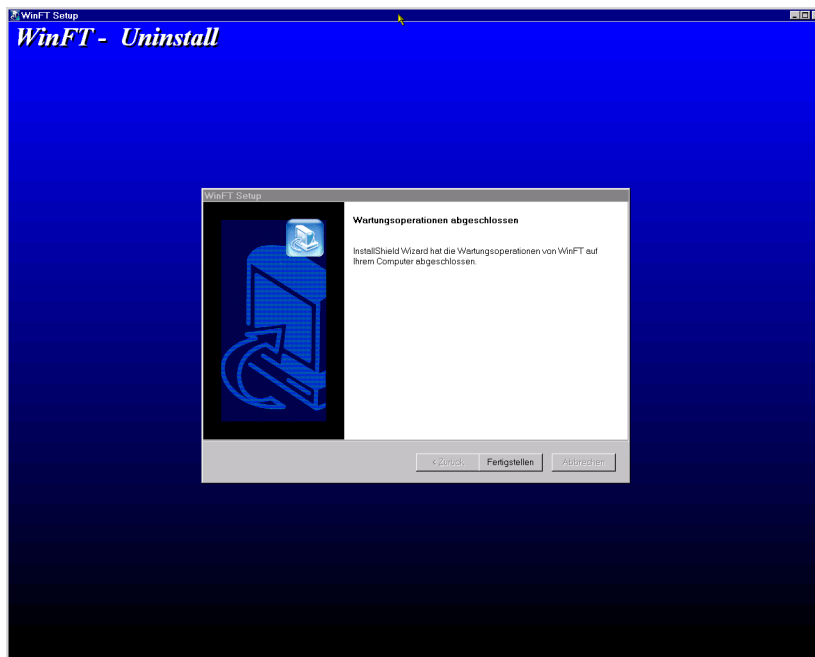 WinFT Setup
WinFT - Uninstall
WinFT Setup
Wartungsoperationen abgeschlossen
InstallShield Wizard hat die Wartungsoperationen von WinFT auf
Ihrem Computer abgeschlossen.
< Zurück
Fertigstellen
Abbrechen